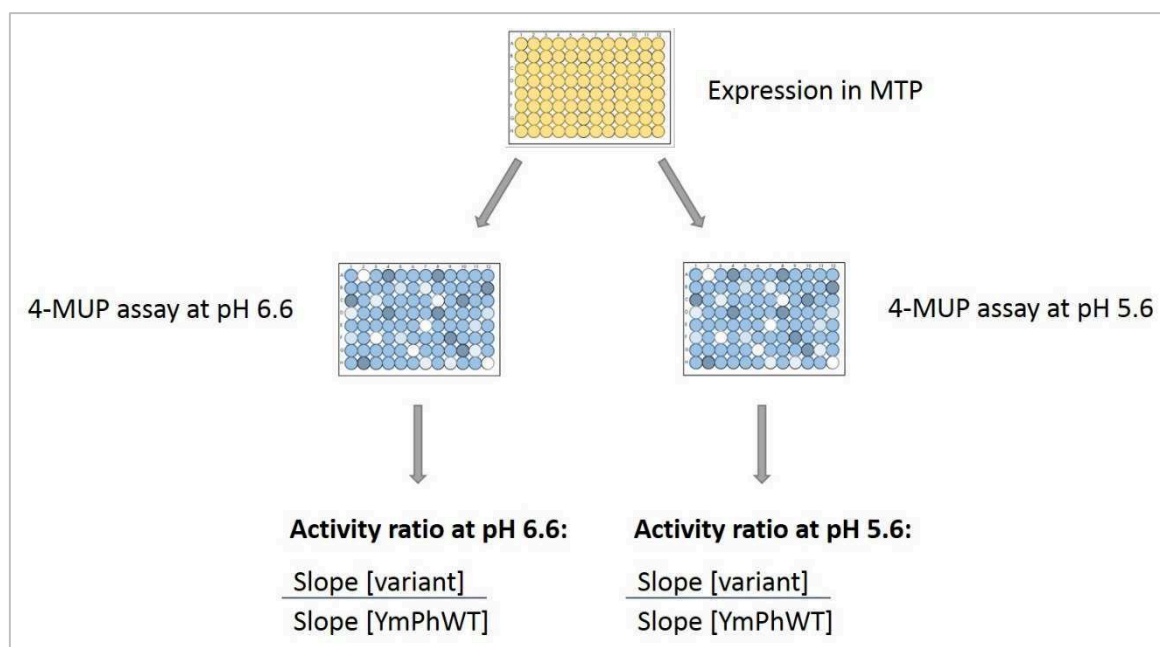 Expression in MTP
4-MUP assay at pH 6.6
4-MUP assay at pH 5.6
Activity ratio at pH 6.6:
Slope [variant]
Slope [YmPhWT]
Activity ratio at pH 5.6:
Slope [variant]
Slope [YmPhWT]